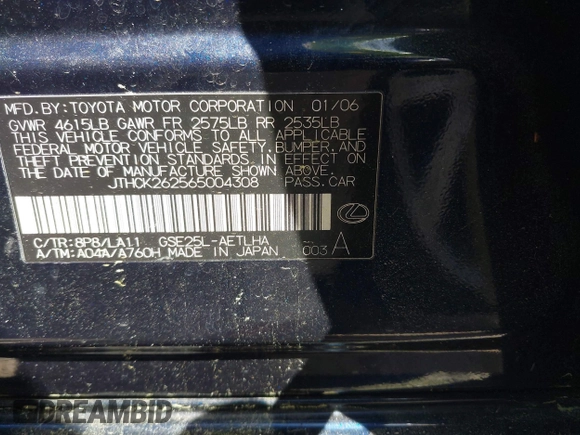 MFD. BY: TOYOTA MOTOR CORPORATION 01/06
GVWR 4615LB GAWR FR 2575LB RR 2535LB
THIS VEHICLE CONFORMS TO ALL APPLICABLE
FEDERAL MOTOR VEHICLE SAFETY, BUMPER, AND
THEFT PREVENTION STANDARDS IN EFFECT ON
THE DATE OF MANUFACTURE SHOWN ABOVE.
JTHCK262565004308 PASS. CAR
C/TR: 8P8/LA11 GSE25L-AETLHA
A/TM: A04A/A760H MADE IN JAPAN 003 A
DREAMBID